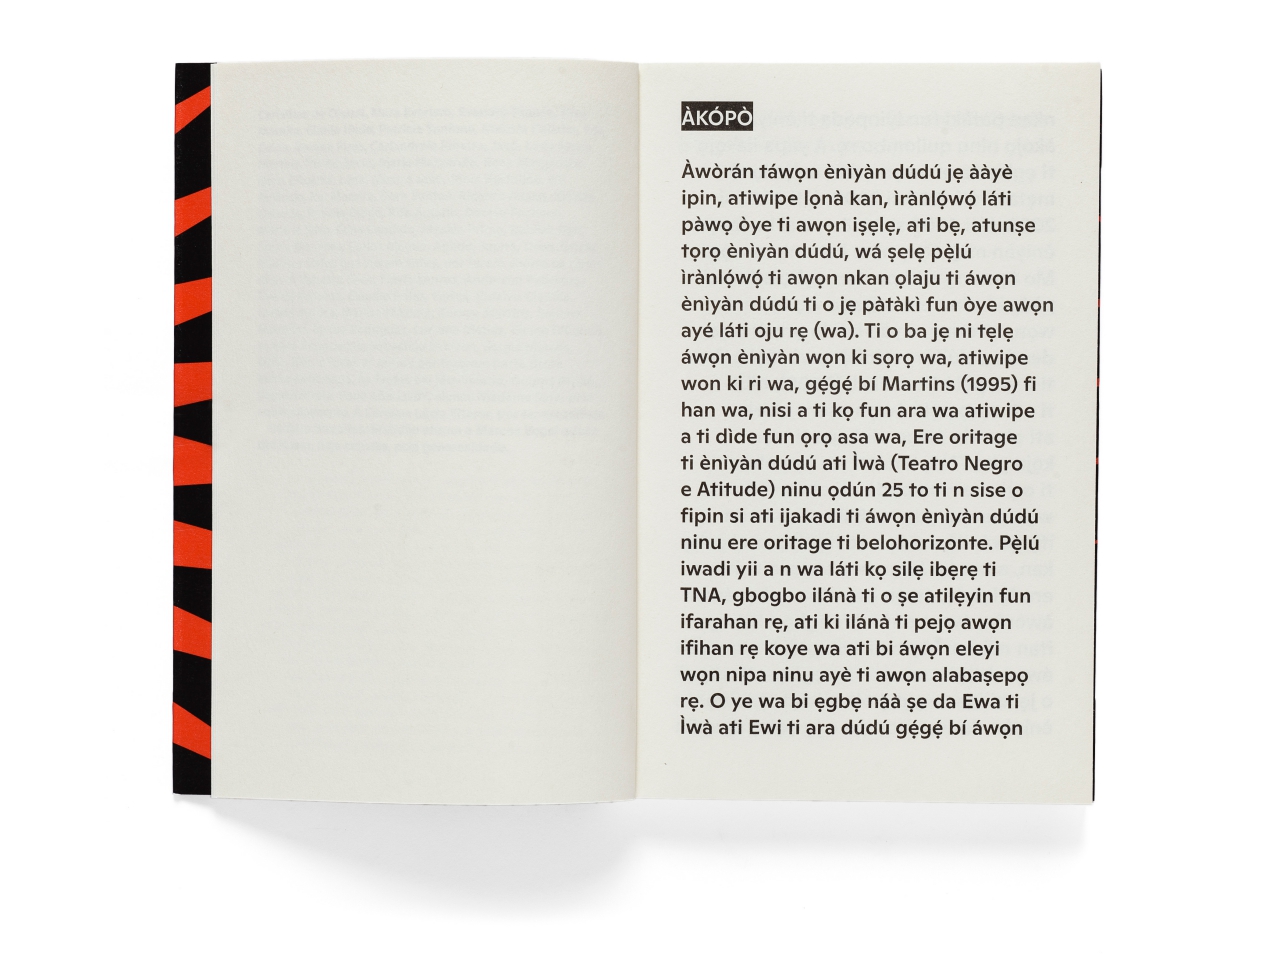 ÀKÓPỌ̀
Àwòrán táwọn ènìyàn dúdú jẹ ààyè
ipin, atiwipe lọnà kan, ìrànlọ́wọ́ láti
pàwọ òye ti awọn iṣẹlẹ, ati bẹ, atunṣe
tọrọ ènìyàn dúdú, wá ṣelẹ pẹ̀lú
ìrànlọ́wọ́ ti awọn nkan ọlaju ti áwọn
ènìyàn dúdú ti o jẹ pàtàkì fun òye awọn
ayé láti oju rẹ (wa). Ti o ba jẹ ni tẹlẹ
áwọn ènìyàn wọn ki sọrọ wa, atiwipe
won ki ri wa, gẹ́gẹ́ bí Martins (1995) fi
han wa, nisi a ti kọ fun ara wa atiwipe
a ti dìde fun ọrọ asa wa, Ere oritage
ti ènìyàn dúdú ati Ìwà (Teatro Negro
e Atitude) ninu ọdún 25 to ti n sise o
fipin si ati ijakadi ti áwọn ènìyàn dúdú
ninu ere oritage ti belohorizonte. Pẹ̀lú
iwadi yii a n wa láti kọ silẹ ibẹrẹ ti
TNA, gbogbo ilánà ti o ṣe atilẹyin fun
ifarahan rẹ, ati ki ilánà ti pejọ awọn
ifihan rẹ koye wa ati bi áwọn eleyi
wọn nipa ninu ayè ti awọn alabaṣepọ
rẹ. O ye wa bi ẹgbẹ náà ṣe da Ewa ti
Ìwà ati Ewi ti ara dúdú gẹ́gẹ́ bí áwọn